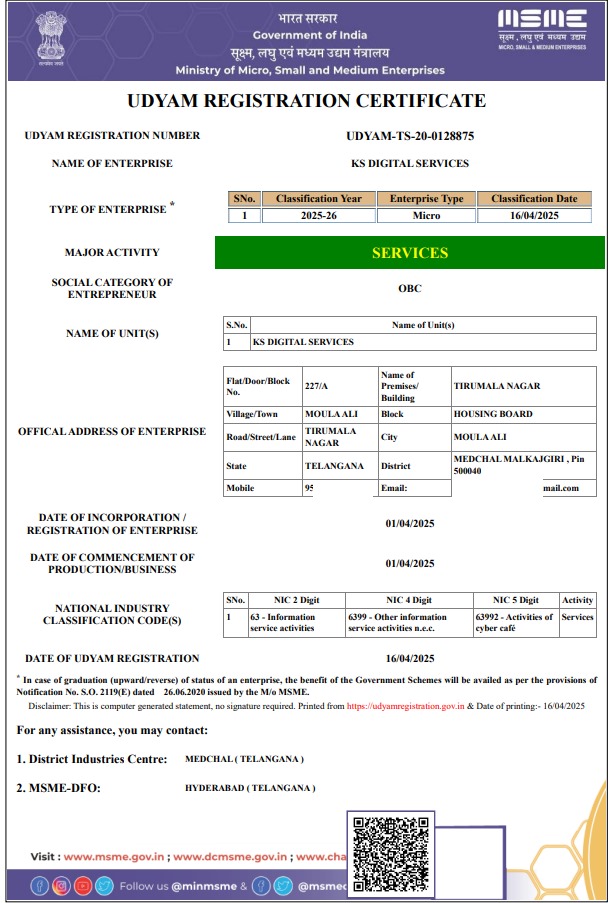 भारत सरकार
Government of India
सूक्ष्म, लघु एवं मध्यम उद्यम मंत्रालय
Ministry of Micro, Small and Medium Enterprises
MSME
सूक्ष्म, लघु एवं मध्यम उद्यम
MICRO, SMALL & MEDIUM ENTERPRISES
UDYAM REGISTRATION CERTIFICATE
UDYAM REGISTRATION NUMBER UDYAM-TS-20-0128875
NAME OF ENTERPRISE KS DIGITAL SERVICES
TYPE OF ENTERPRISE *
SNo. Classification Year Enterprise Type Classification Date
1 2025-26 Micro 16/04/2025
MAJOR ACTIVITY SERVICES
SOCIAL CATEGORY OF
ENTREPRENEUR
OBC
NAME OF UNIT(S)
S.No. Name of Unit(s)
1 KS DIGITAL SERVICES
OFFICAL ADDRESS OF ENTERPRISE
Flat/Door/Block No. 227/A Name of Premises/ Building TIRUMALA NAGAR
Village/Town MOULA ALI Block HOUSING BOARD
Road/Street/Lane TIRUMALA NAGAR City MOULA ALI
State TELANGANA District MEDCHAL MALKAJGIRI , Pin 500040
Mobile 95 Email: mail.com
DATE OF INCORPORATION /
REGISTRATION OF ENTERPRISE
01/04/2025
DATE OF COMMENCEMENT OF
PRODUCTION/BUSINESS
01/04/2025
NATIONAL INDUSTRY
CLASSIFICATION CODE(S)
SNo. NIC 2 Digit NIC 4 Digit NIC 5 Digit Activity
1 63 - Information service activities 6399 - Other information service activities n.e.c. 63992 - Activities of cyber café Services
DATE OF UDYAM REGISTRATION 16/04/2025
* In case of graduation (upward/reverse) of status of an enterprise, the benefit of the Government Schemes will be availed as per the provisions of
Notification No. S.O. 2119(E) dated 26.06.2020 issued by the M/o MSME.
Disclaimer: This is computer generated statement, no signature required. Printed from https://udyamregistration.gov.in & Date of printing:- 16/04/2025
For any assistance, you may contact:
1. District Industries Centre: MEDCHAL ( TELANGANA )
2. MSME-DFO: HYDERABAD ( TELANGANA )
Visit : www.msme.gov.in ; www.dcmsme.gov.in ; www.cha
Follow us @minmsme & @msmed